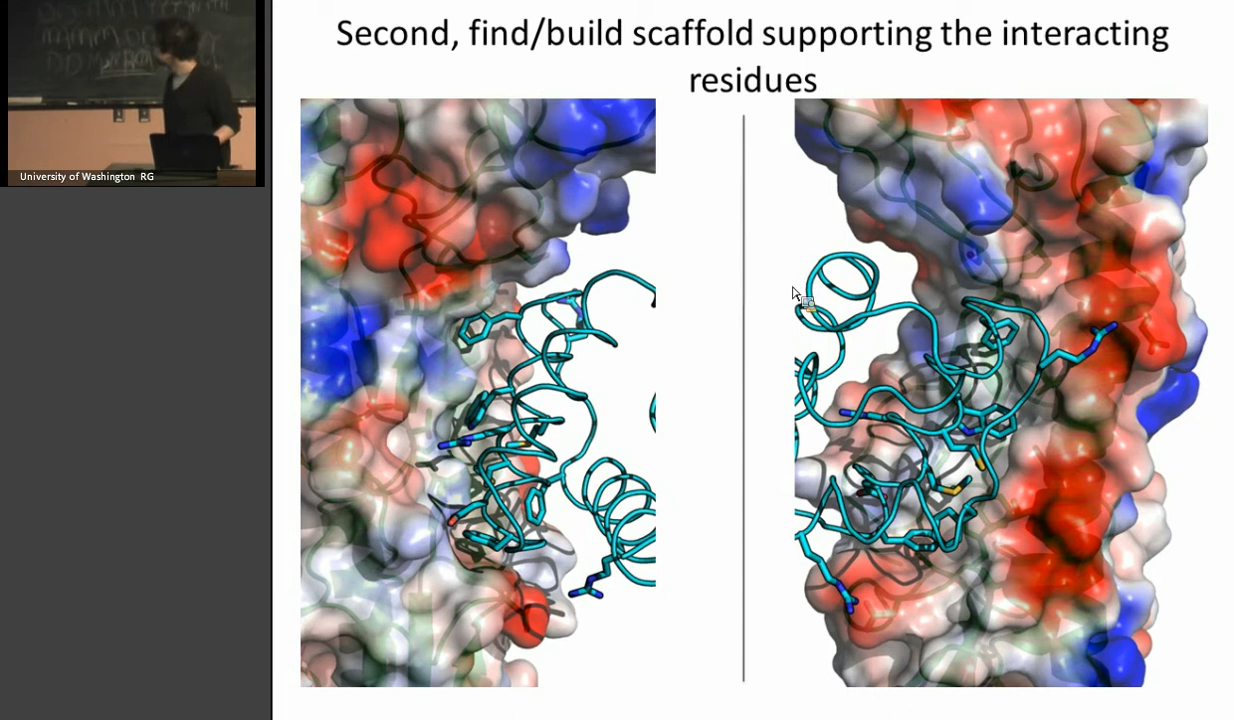 Second, find/build scaffold supporting the interacting
residues
University of Washington RG